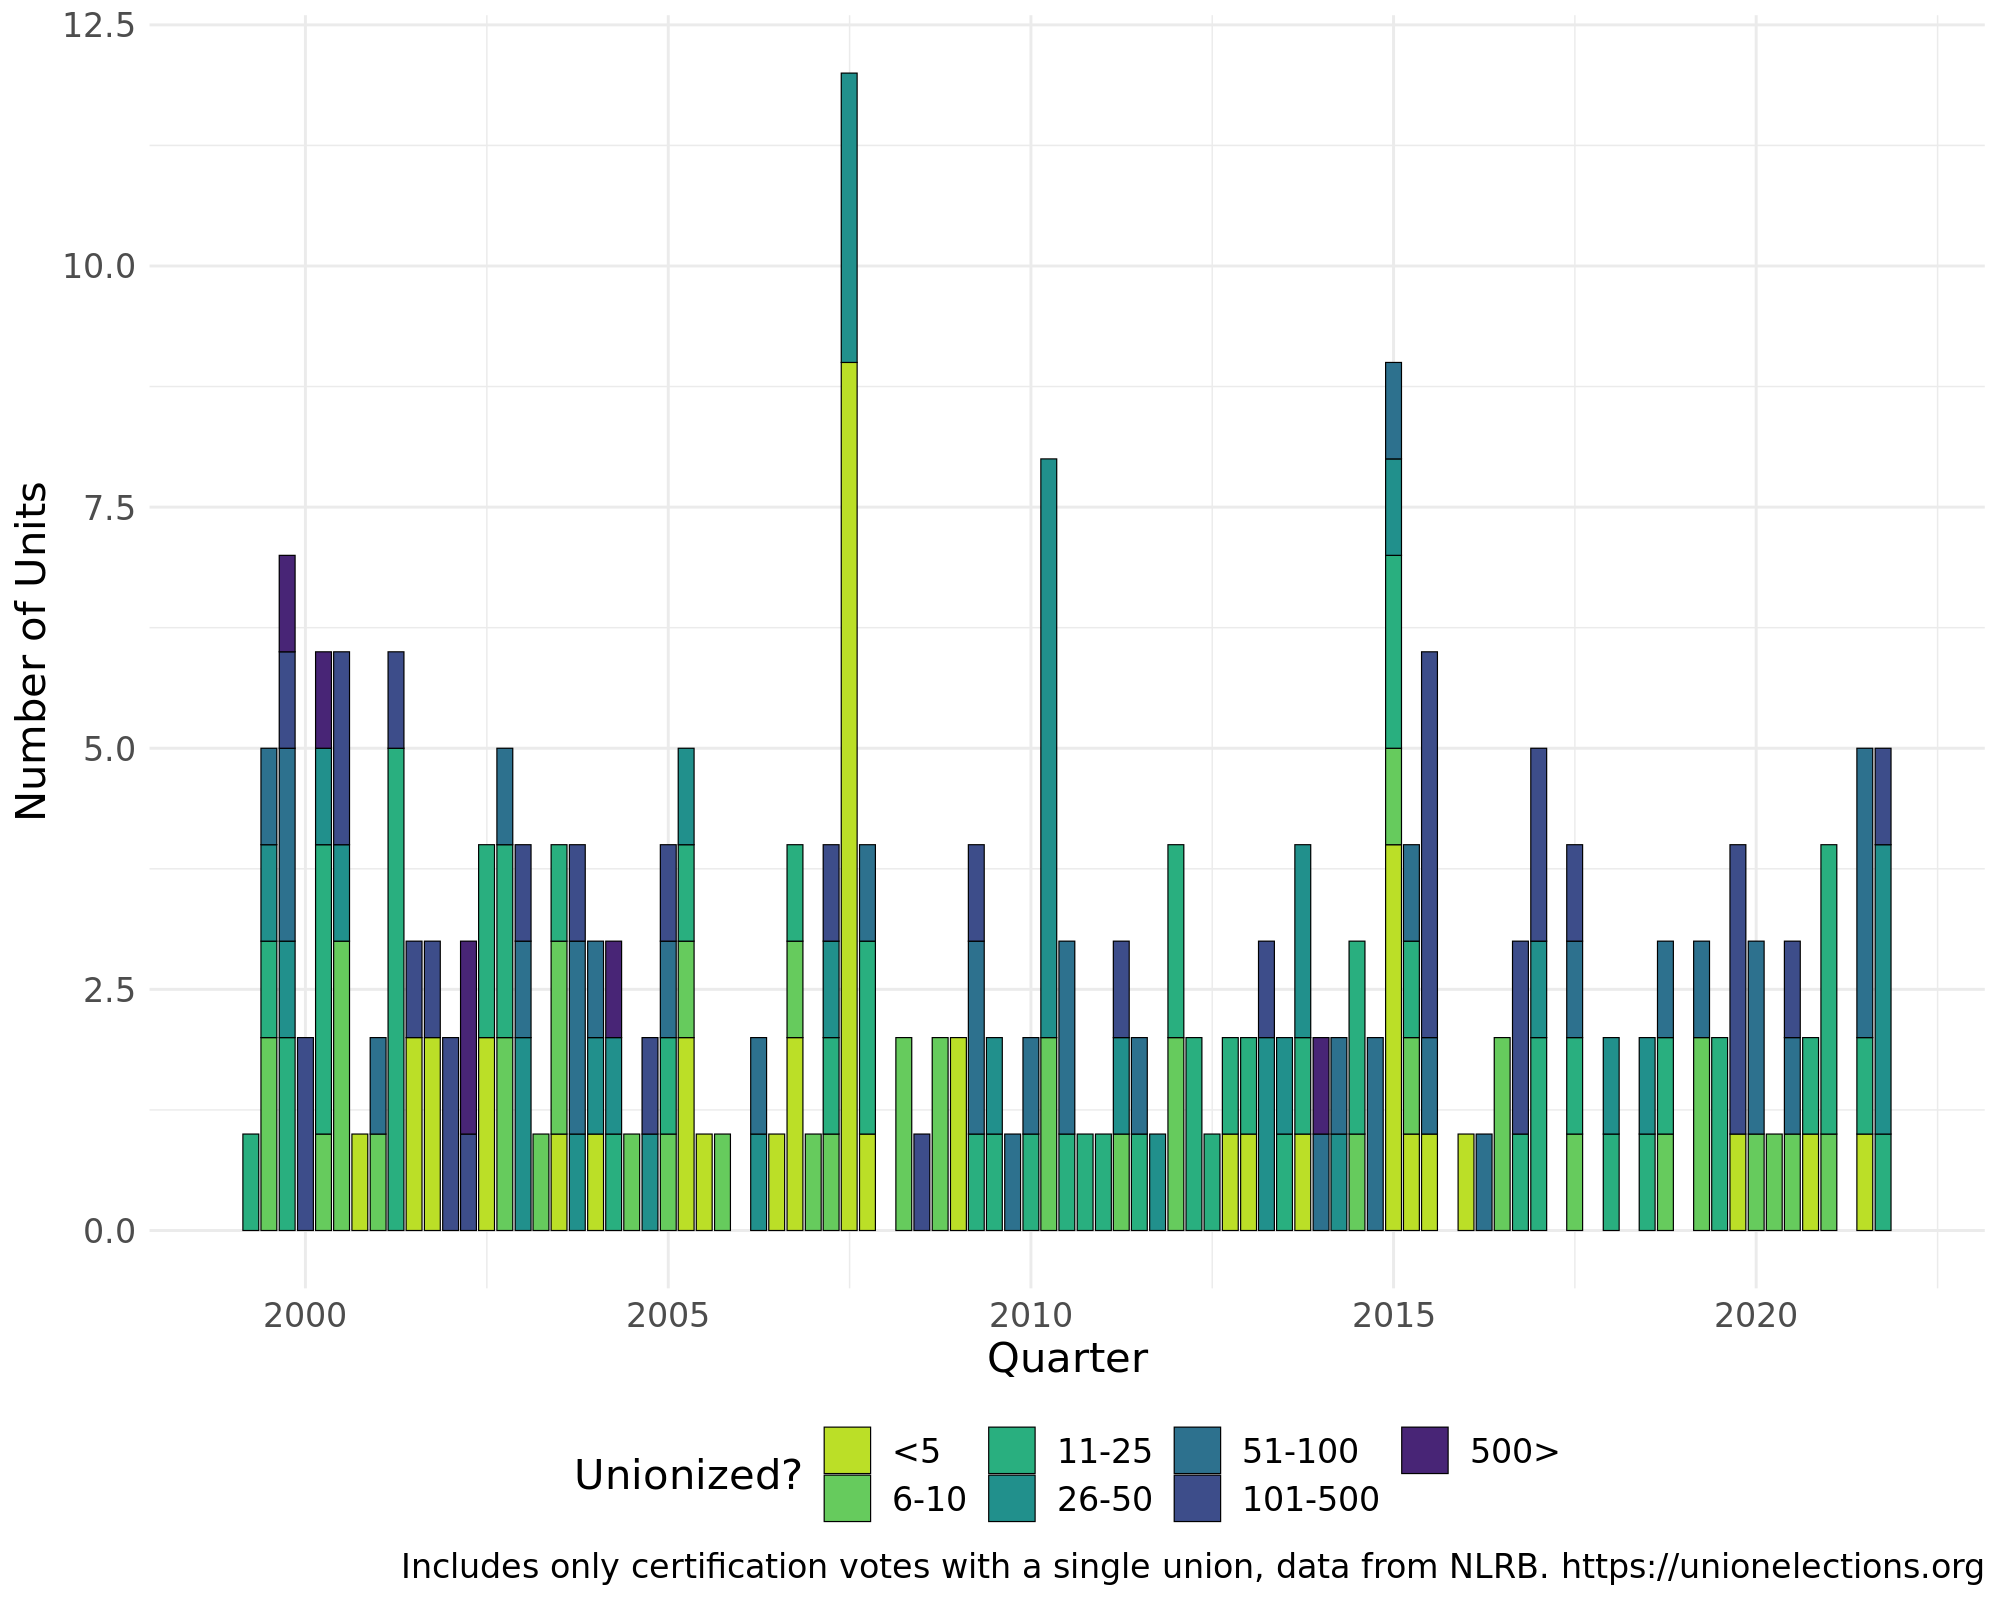 12.5
10.0
7.5
5.0
2.5
0.0
Number of Units
2000 2005 2010 2015 2020
Quarter
Unionized?
<5 11-25 51-100 500>
6-10 26-50 101-500
Includes only certification votes with a single union, data from NLRB. https://unionelections.org